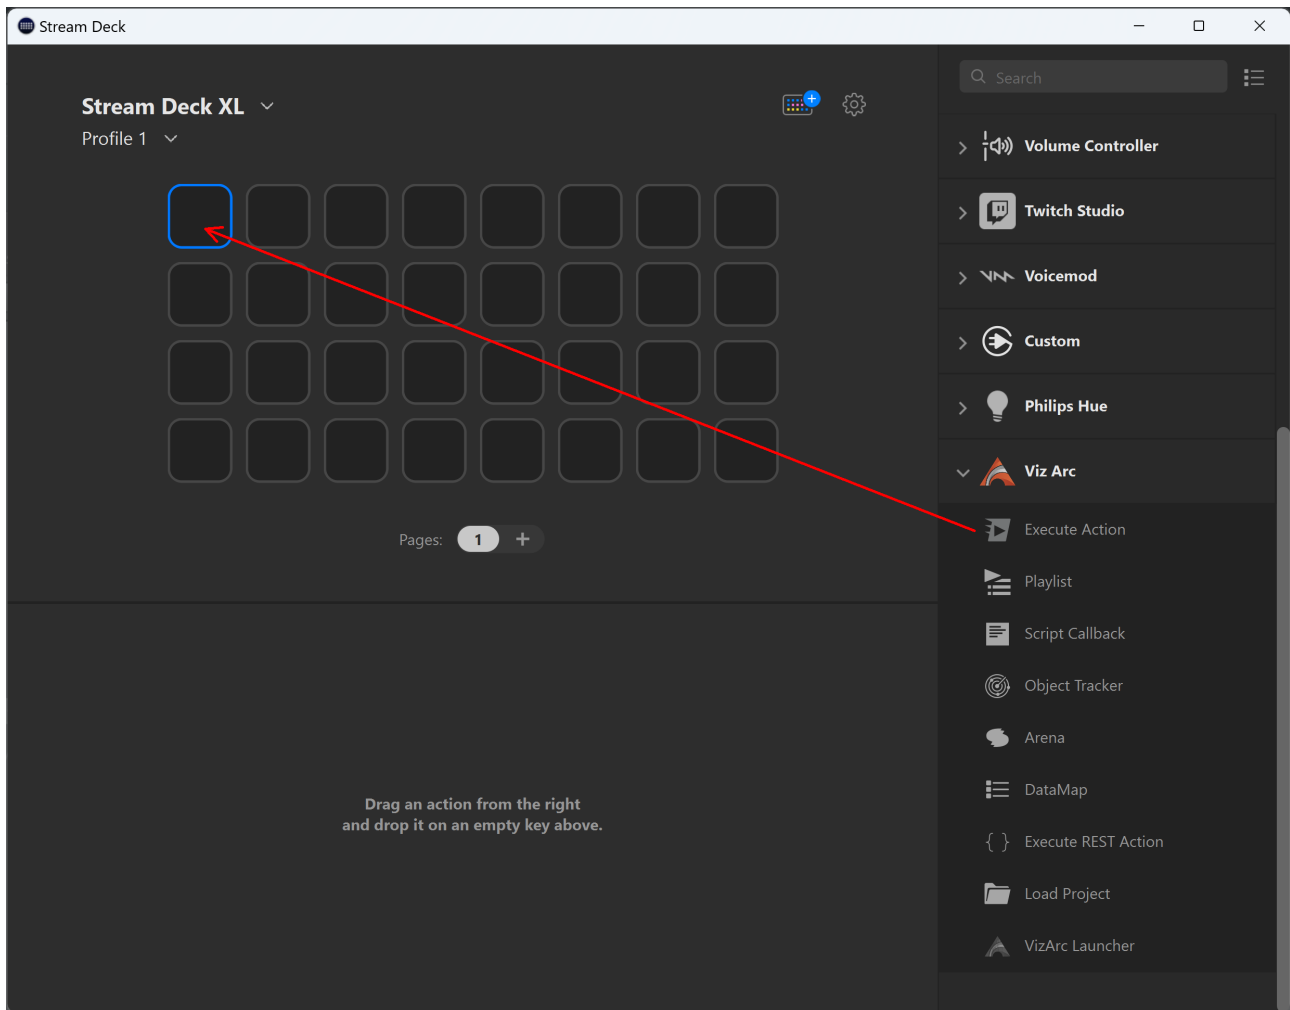 Stream Deck
Search
Stream Deck XL
Profile 1
Volume Controller
Twitch Studio
Voicemod
Custom
Philips Hue
Viz Arc
Execute Action
Pages: 1 +
Playlist
Script Callback
Object Tracker
Arena
DataMap
Execute REST Action
Load Project
VizArc Launcher
Drag an action from the right
and drop it on an empty key above.